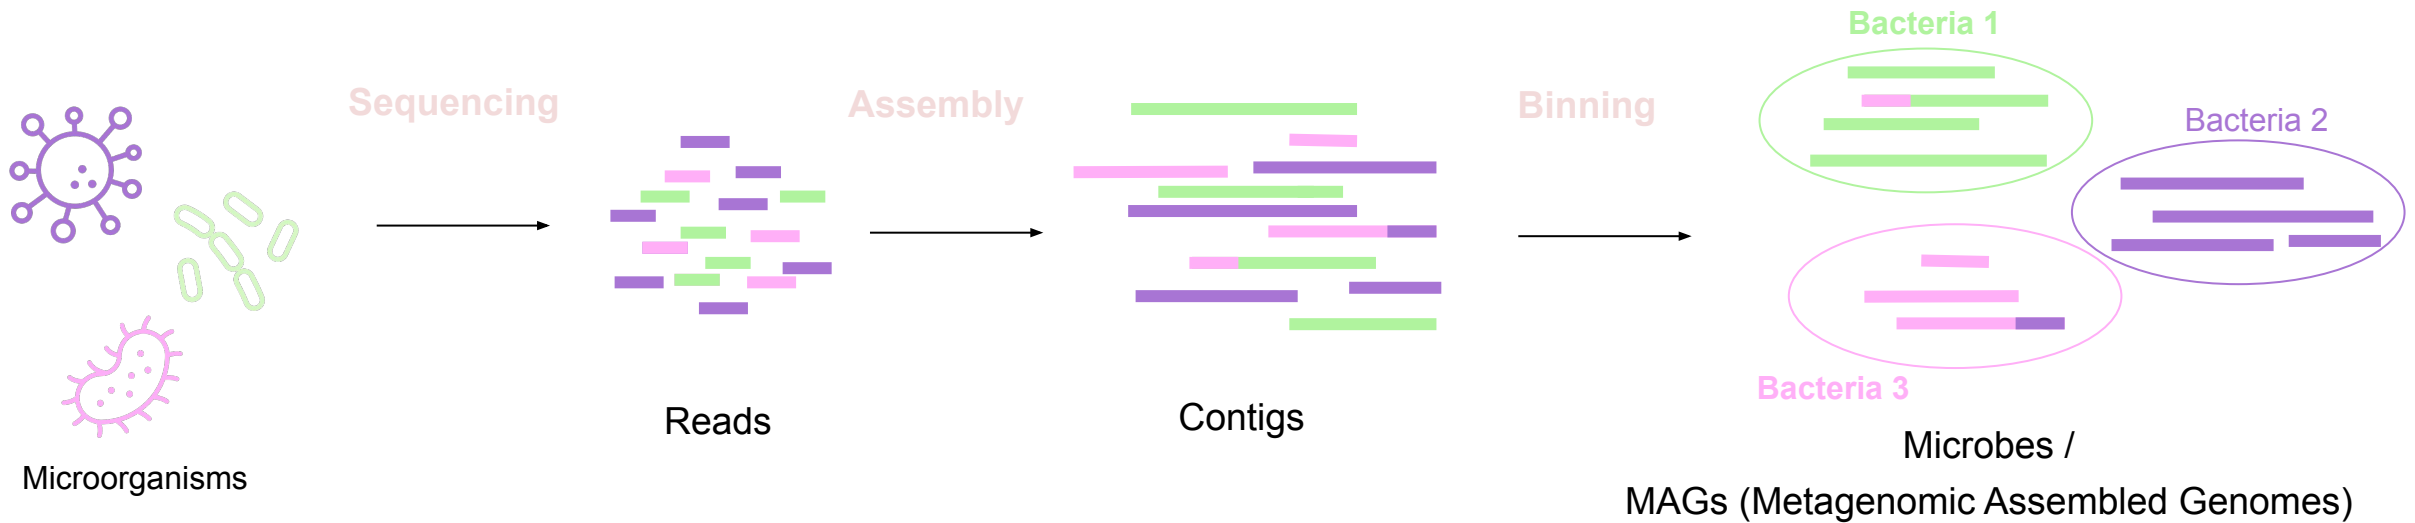 Microorganisms
Sequencing
Reads
Assembly
Contigs
Binning
Bacteria 1
Bacteria 2
Bacteria 3
Microbes /
MAGs (Metagenomic Assembled Genomes)